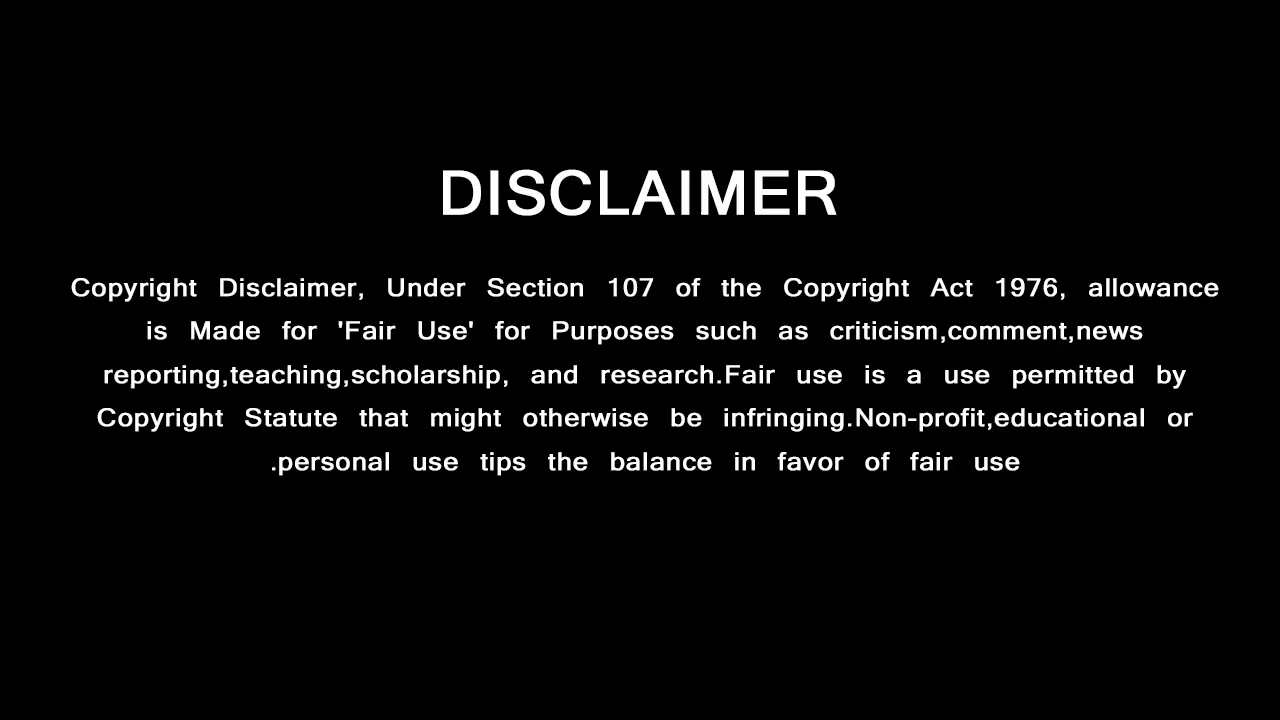 DISCLAIMER
Copyright Disclaimer, Under Section 107 of the Copyright Act 1976, allowance
is Made for 'Fair Use' for Purposes such as criticism,comment,news
reporting,teaching,scholarship, and research.Fair use is a use permitted by
Copyright Statute that might otherwise be infringing.Non-profit,educational or
.personal use tips the balance in favor of fair use